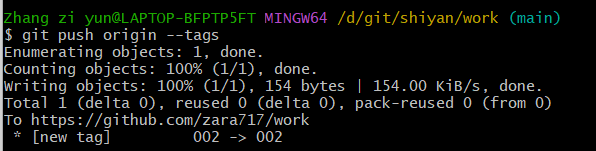 Zhang zi yun@LAPTOP-BFPTP5FT MINGW64 /d/git/shiyan/work (main)
$ git push origin --tags
Enumerating objects: 1, done.
Counting objects: 100% (1/1), done.
Writing objects: 100% (1/1), 154 bytes | 154.00 KiB/s, done.
Total 1 (delta 0), reused 0 (delta 0), pack-reused 0 (from 0)
To https://github.com/zara717/work
 * [new tag]         002 -> 002